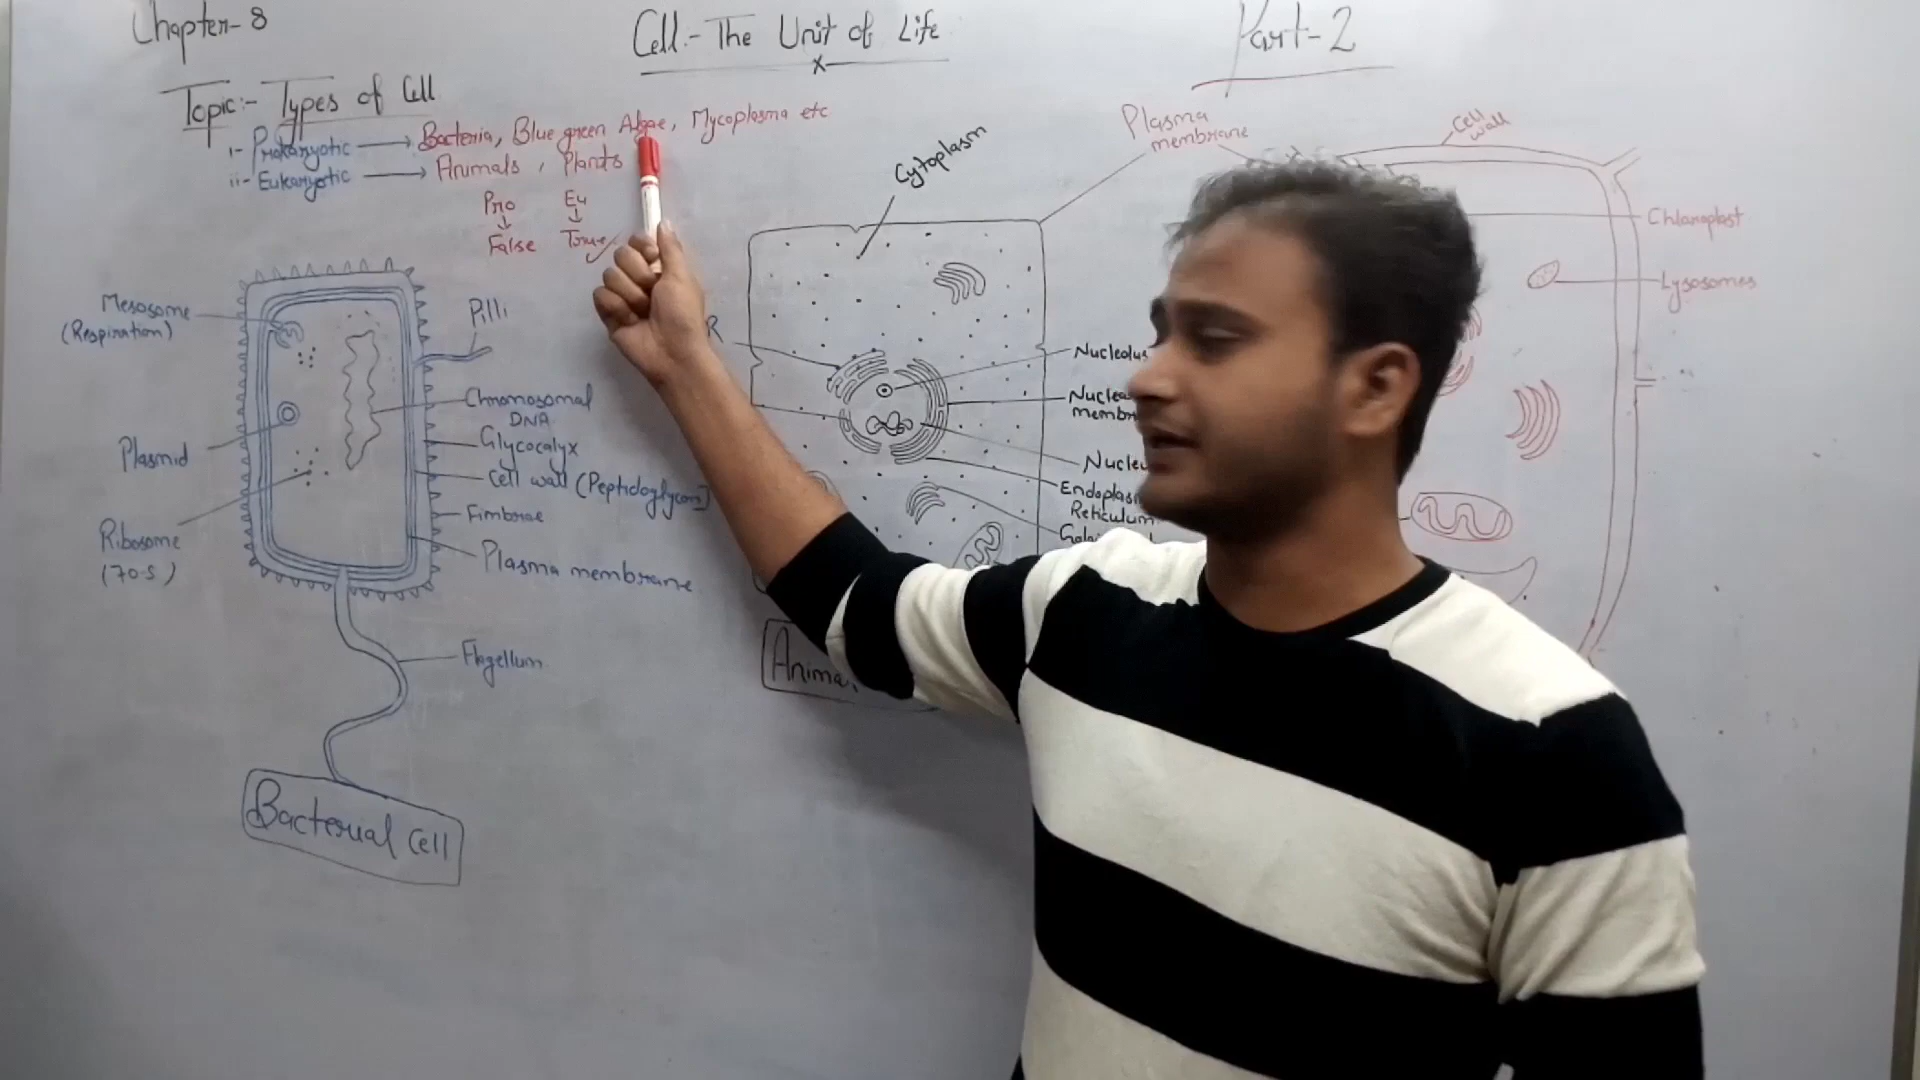 Chapter-8
Cell:- The Unit of Life
Part-2
Topic:- Types of Cell
i- Prokaryotic → Bacteria, Blue green Algae, Mycoplasma etc
ii- Eukaryotic → Animals, Plants
Pro Eu
↓ ↓
False True
Mesosome
(Respiration)
Pilli
Chromosomal
DNA
Plasmid
Glycocalyx
Cell wall (Peptidoglycan)
Fimbrae
Ribosome
(70-S)
Plasma membrane
Flagellum
Bacterial Cell
Cytoplasm
Plasma
membrane
Nucleolus
Endoplas
Reticulum
Cell
wall
Chloroplast
Lysosomes